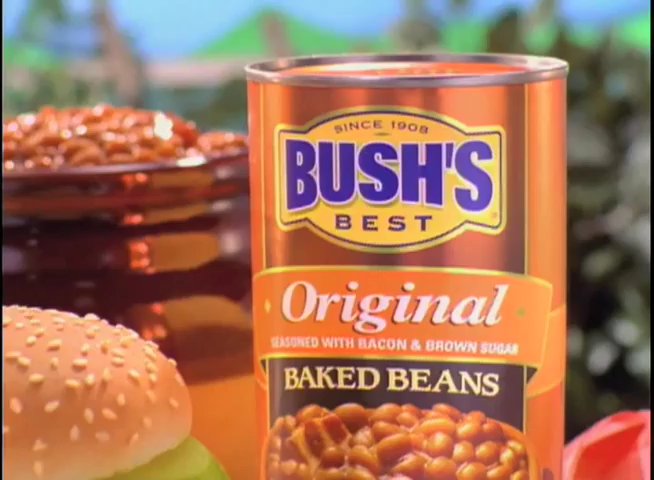 SINCE 1908
BUSH'S
BEST
Original
SEASONED WITH BACON & BROWN SUGAR
BAKED BEANS